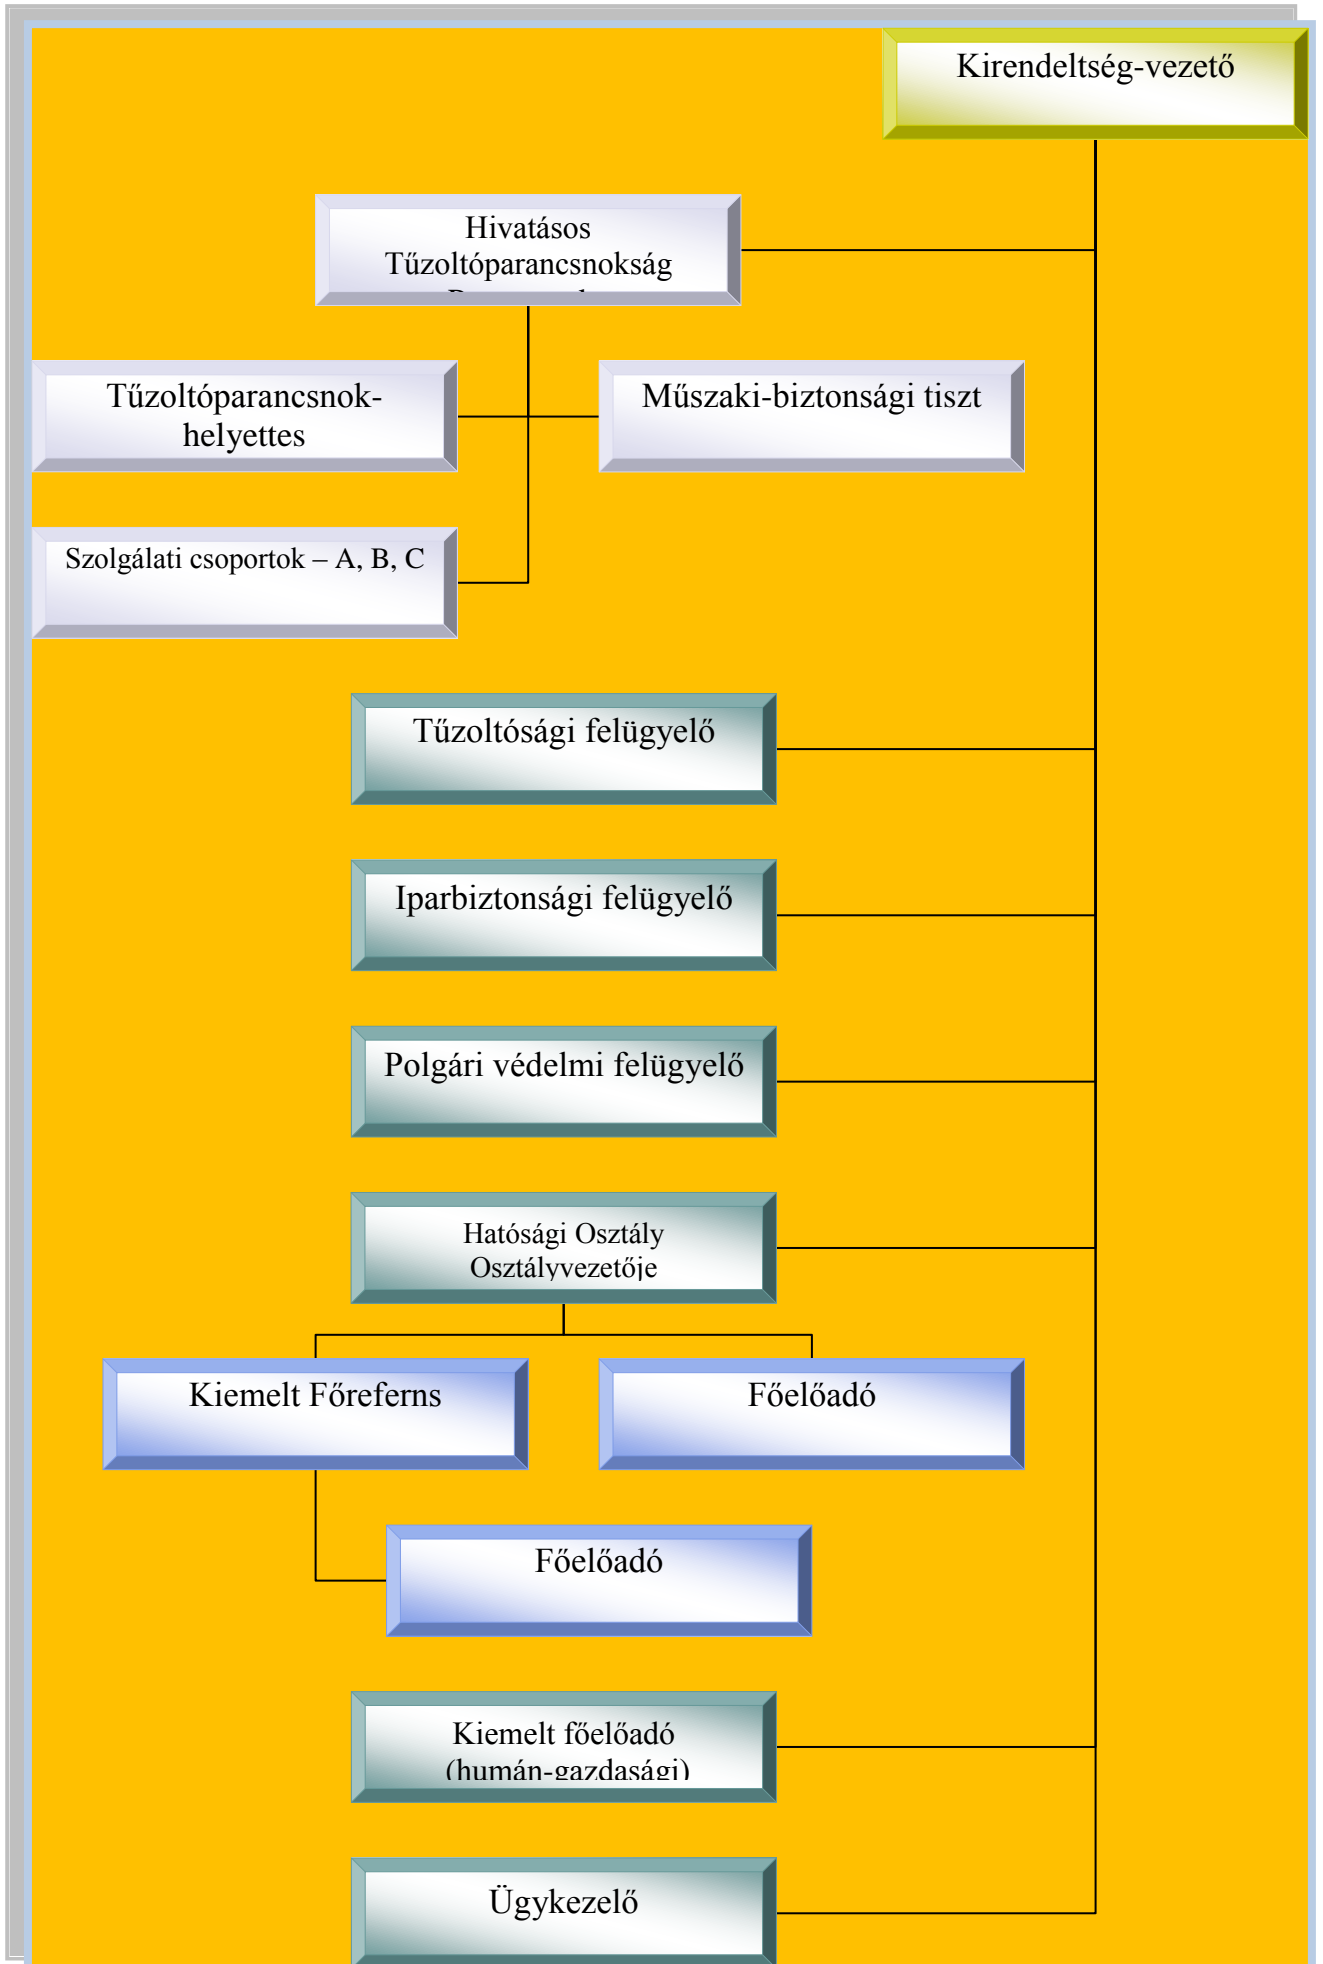 Kirendeltség-vezető
Hivatásos
Tűzoltóparancsnokság
Tűzoltóparancsnok-
helyettes
Műszaki-biztonsági tiszt
Szolgálati csoportok – A, B, C
Tűzoltósági felügyelő
Iparbiztonsági felügyelő
Polgári védelmi felügyelő
Hatósági Osztály
Osztályvezetője
Kiemelt Főreferns
Főelőadó
Főelőadó
Kiemelt főelőadó
(humán-gazdasági)
Ügykezelő